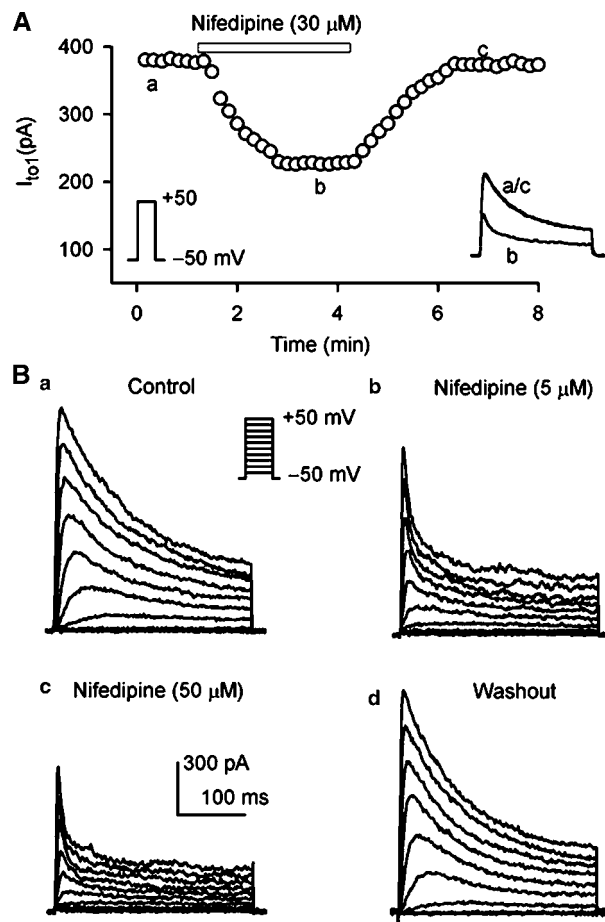 A
Nifedipine (30 μM)
400
300
200
100
I_to1 (pA)
a
b
c
+50
−50 mV
a/c
b
0 2 4 6 8
Time (min)
B
a Control
+50 mV
−50 mV
b Nifedipine (5 μM)
c Nifedipine (50 μM)
300 pA
100 ms
d Washout